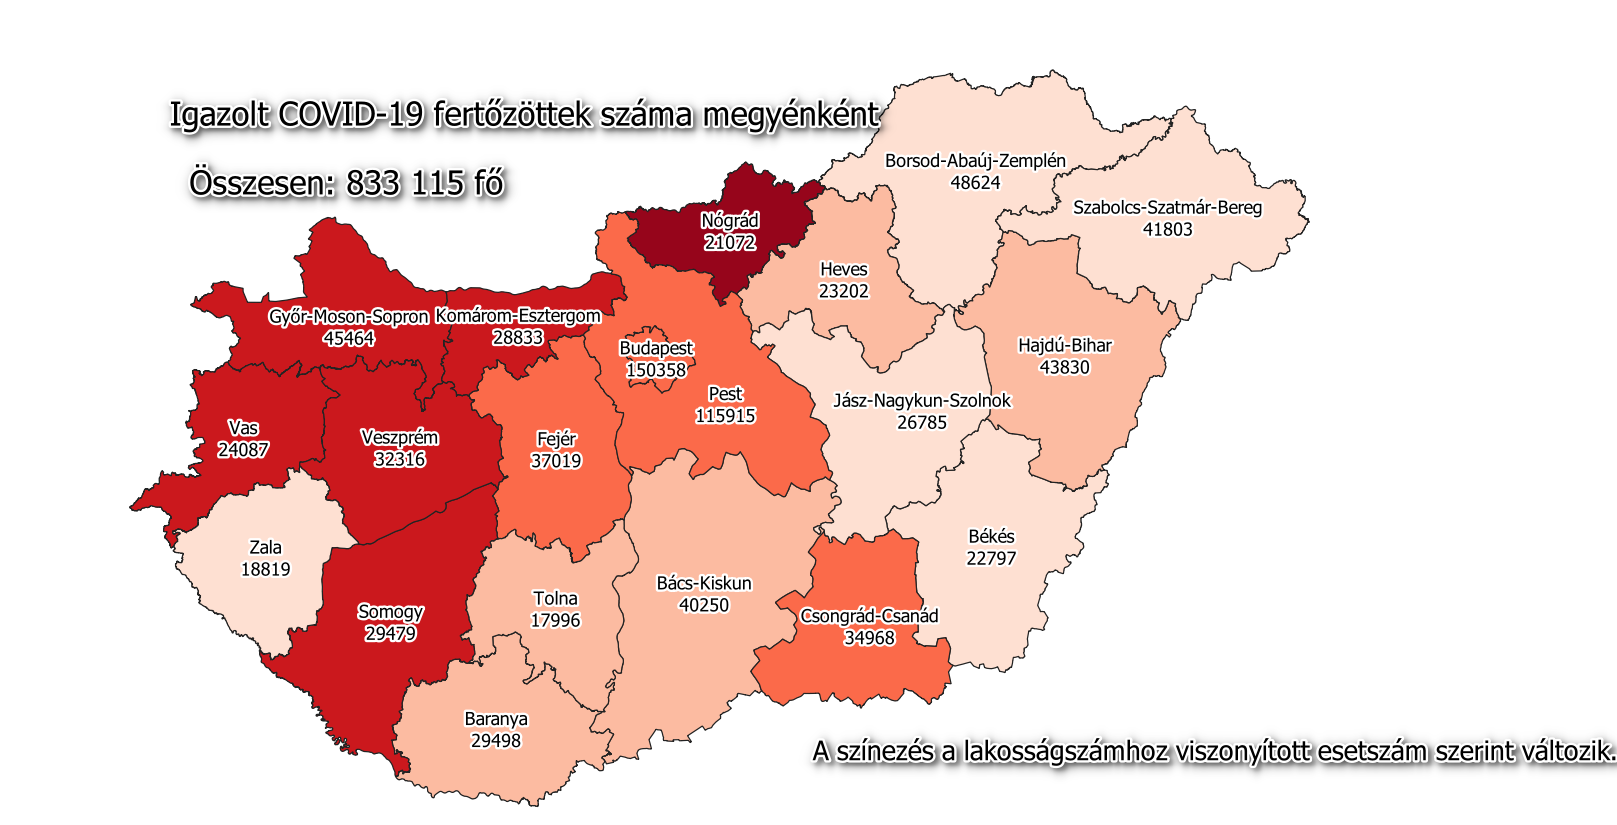 Igazolt COVID-19 fertőzöttek száma megyénként
Összesen: 833 115 fő
Borsod-Abaúj-Zemplén
48624
Szabolcs-Szatmár-Bereg
41803
Nógrád
21072
Heves
23202
Győr-Moson-Sopron
45464
Komárom-Esztergom
28833
Budapest
150358
Hajdú-Bihar
43830
Pest
115915
Jász-Nagykun-Szolnok
26785
Vas
24087
Veszprém
32316
Fejér
37019
Zala
18819
Békés
22797
Somogy
29479
Tolna
17996
Bács-Kiskun
40250
Csongrád-Csanád
34968
Baranya
29498
A színezés a lakosságszámhoz viszonyított esetszám szerint változik.